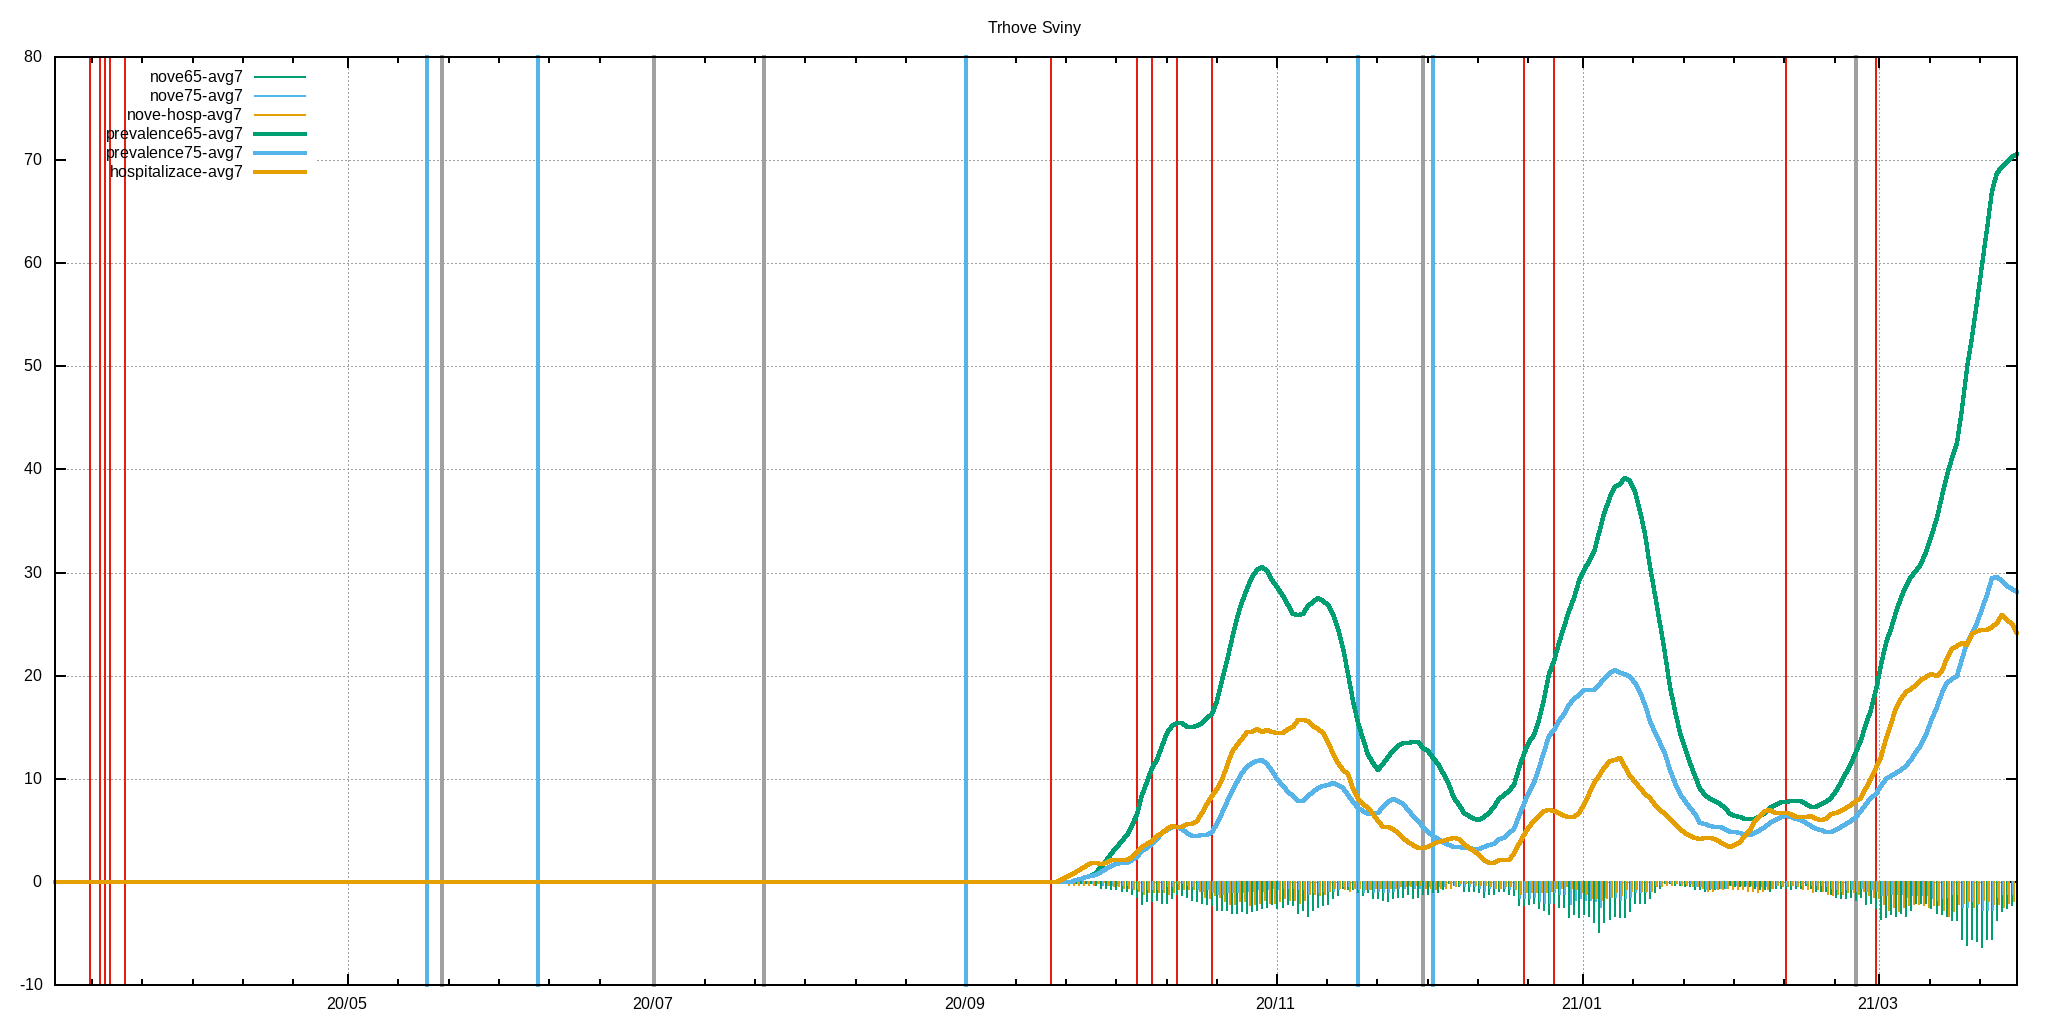 Trhove Sviny
80
70
60
50
40
30
20
10
0
-10
nove65-avg7
nove75-avg7
nove-hosp-avg7
prevalence65-avg7
prevalence75-avg7
hospitalizace-avg7
20/05 20/07 20/09 20/11 21/01 21/03